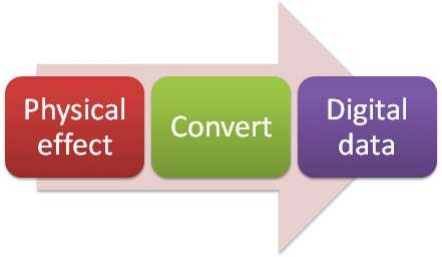 Physical
effect
Convert
Digital
data